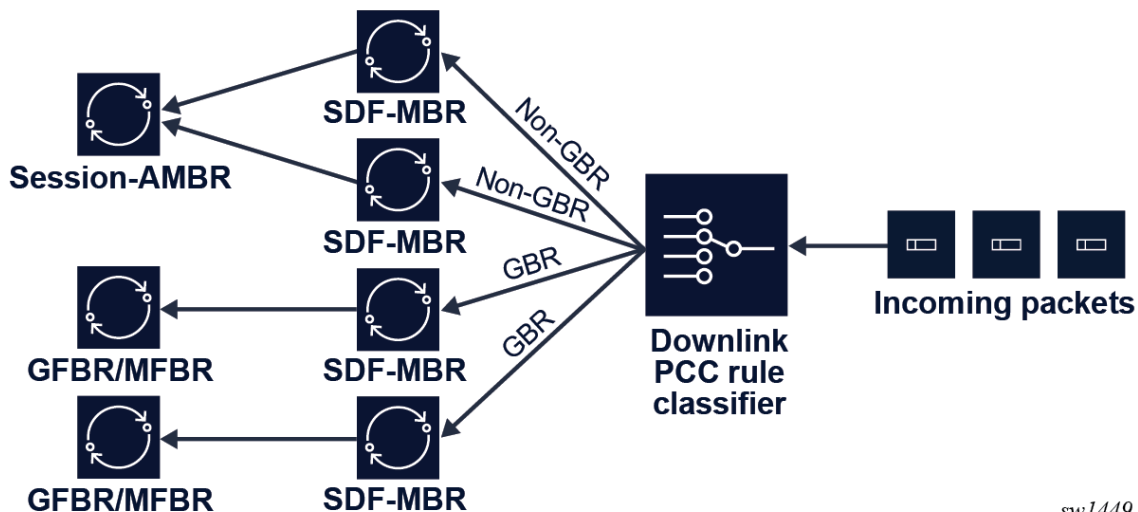 SDF-MBR
Non-GBR
Session-AMBR
Non-GBR
SDF-MBR
GBR
Incoming packets
GFBR/MFBR
SDF-MBR
GBR
Downlink
PCC rule
classifier
GFBR/MFBR
SDF-MBR
sw1449